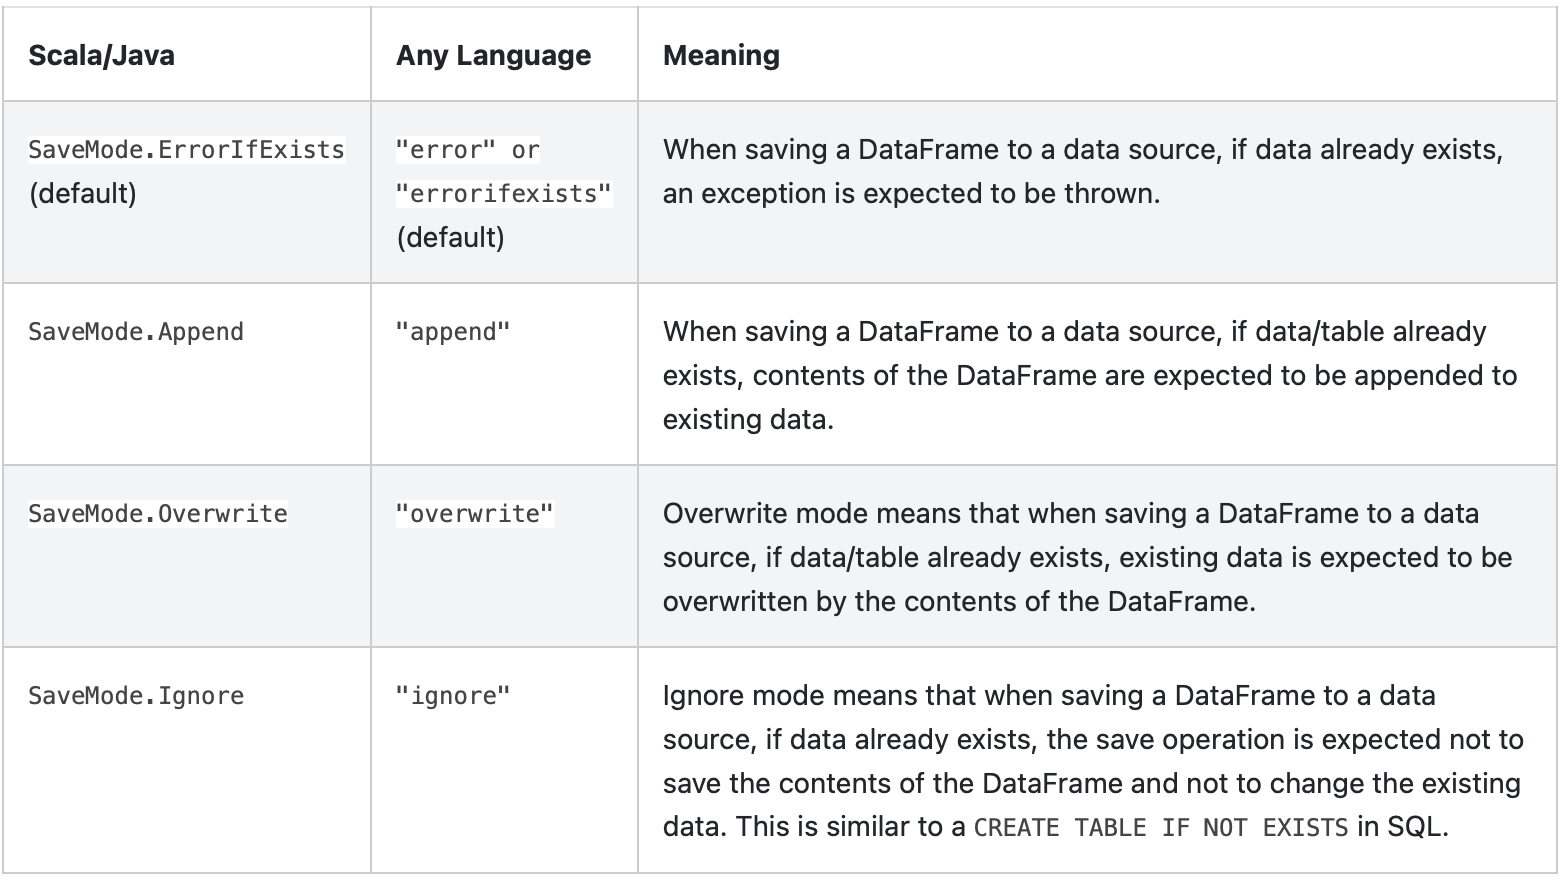 Scala/Java
Any Language
Meaning
SaveMode.ErrorIfExists
(default)
"error" or
"errorifexists"
(default)
When saving a DataFrame to a data source, if data already exists,
an exception is expected to be thrown.
SaveMode.Append
"append"
When saving a DataFrame to a data source, if data/table already
exists, contents of the DataFrame are expected to be appended to
existing data.
SaveMode.Overwrite
"overwrite"
Overwrite mode means that when saving a DataFrame to a data
source, if data/table already exists, existing data is expected to be
overwritten by the contents of the DataFrame.
SaveMode.Ignore
"ignore"
Ignore mode means that when saving a DataFrame to a data
source, if data already exists, the save operation is expected not to
save the contents of the DataFrame and not to change the existing
data. This is similar to a CREATE TABLE IF NOT EXISTS in SQL.